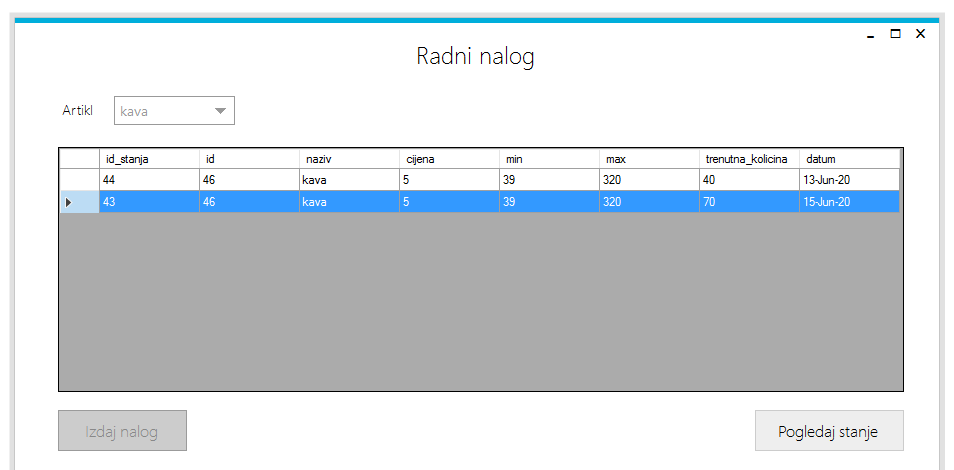 Radni nalog
Artikl kava
id_stanja id naziv cijena min max trenutna_kolicina datum
44 46 kava 5 39 320 40 13-Jun-20
43 46 kava 5 39 320 70 15-Jun-20
Izdaj nalog Pogledaj stanje